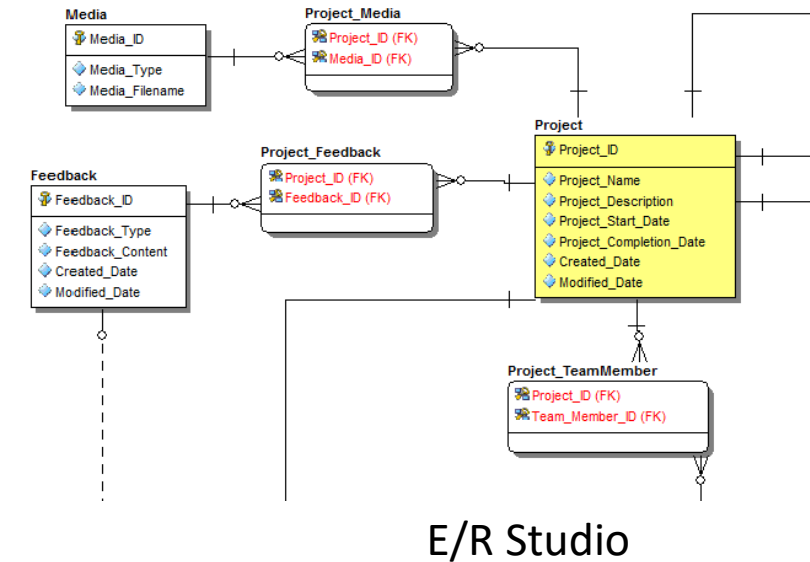 Media
Media_ID
Media_Type
Media_Filename
Project_Media
Project_ID (FK)
Media_ID (FK)
Feedback
Feedback_ID
Feedback_Type
Feedback_Content
Created_Date
Modified_Date
Project_Feedback
Project_ID (FK)
Feedback_ID (FK)
Project
Project_ID
Project_Name
Project_Description
Project_Start_Date
Project_Completion_Date
Created_Date
Modified_Date
Project_TeamMember
Project_ID (FK)
Team_Member_ID (FK)
E/R Studio